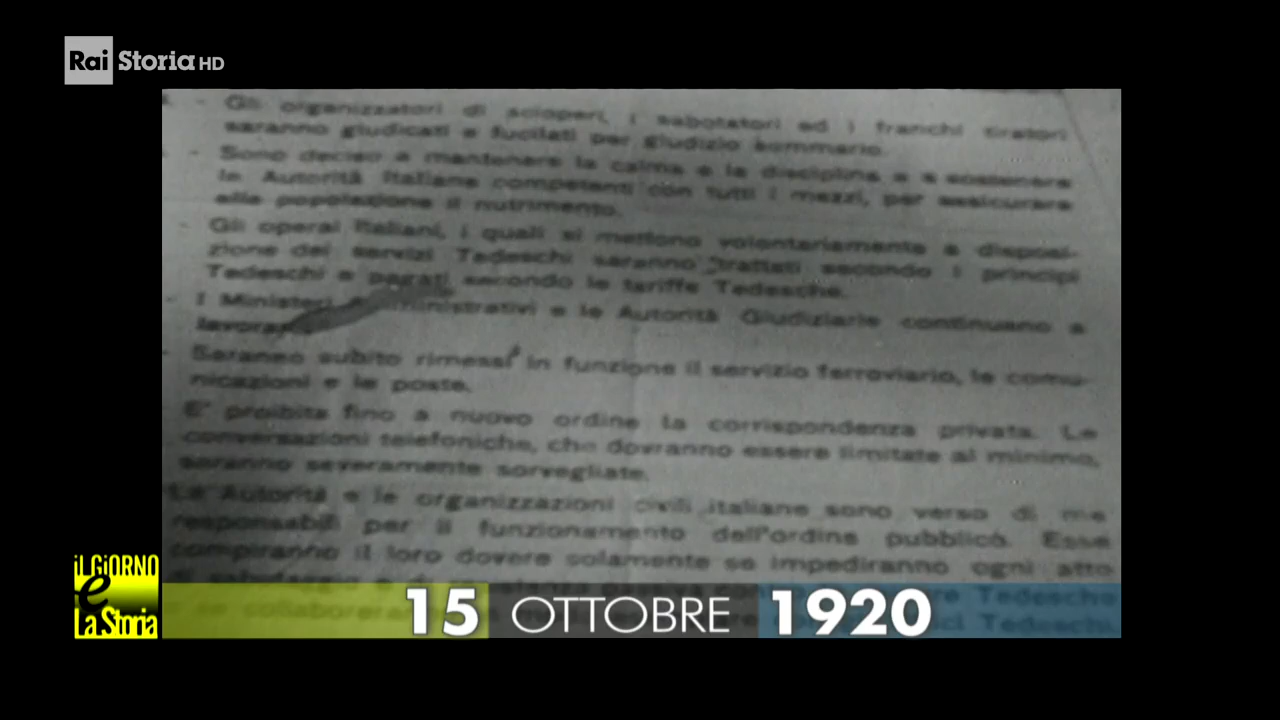 Rai Storia HD
- Gli organizzatori di scioperi, i sabotatori ed i franchi tiratori
saranno giudicati e fucilati per giudizio sommario.
- Sono deciso a mantenere la calma e la disciplina e a sostenere
le Autorità Italiane competenti con tutti i mezzi, per assicurare
alla popolazione il nutrimento.
- Gli operai Italiani, i quali si mettono volontariamente a disposi-
zione dei servizi Tedeschi saranno trattati secondo i principi
Tedeschi e pagati secondo le tariffe Tedesche.
- I Ministeri amministrativi e le Autorità Giudiziarie continuano a
lavorare.
- Saranno subito rimessi in funzione il servizio ferroviario, le comu-
nicazioni e le poste.
E' proibita fino a nuovo ordine la corrispondenza privata. Le
conversazioni telefoniche, che dovranno essere limitate al minimo,
saranno severamente sorvegliate.
Le Autorità e le organizzazioni civili italiane sono verso di me
responsabili per il funzionamento dell'ordine pubblico. Esse
compiranno il loro dovere solamente se impediranno ogni atto
di sabotaggio e Tedesche
se collaboreranno Tedeschi.
iL GiORNO
e
La Storia
15 OTTOBRE 1920